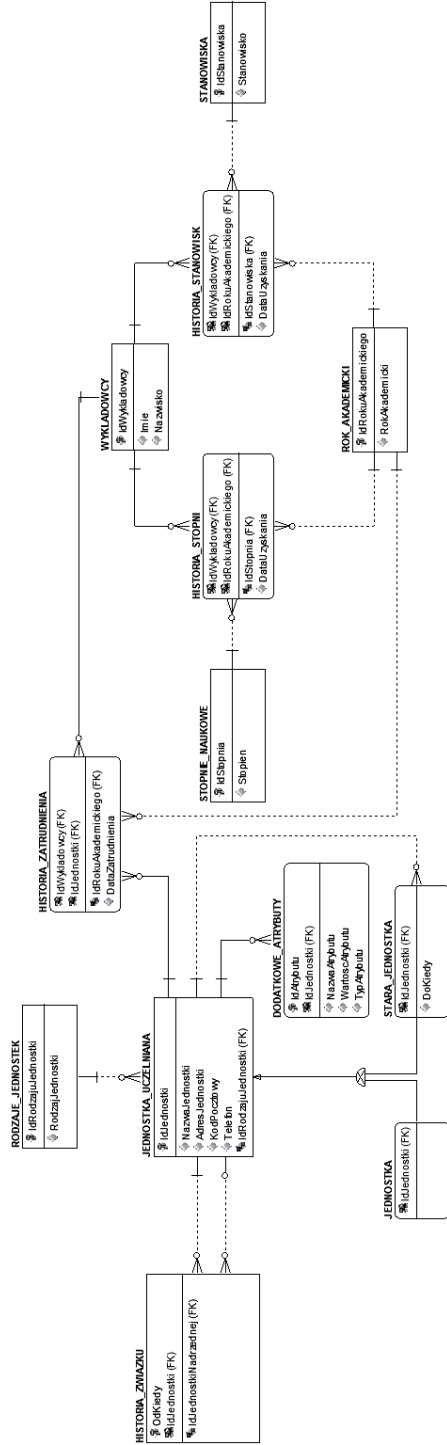 HISTORIA_ZWIAZKU
OdKiedy
IdJednostki (FK)
IdJednostkiNadrzednej (FK)
RODZAJE_JEDNOSTEK
IdRodzajuJednostki
RodzajJednostki
JEDNOSTKA_UCZELNIANA
IdJednostki
NazwaJednostki
AdresJednostki
KodPocztowy
Telefon
IdRodzajuJednostki (FK)
JEDNOSTKA
IdJednostki (FK)
HISTORIA_ZATRUDNIENIA
IdWykladowcy (FK)
IdJednostki (FK)
IdRokuAkademickiego (FK)
DataZatrudnienia
DODATKOWE_ATRYBUTY
IdAtrybutu
IdJednostki (FK)
NazwaAtrybutu
WartoscAtrybutu
TypAtrybutu
STARA_JEDNOSTKA
IdJednostki (FK)
DoKiedy
STOPNIE_NAUKOWE
IdStopnia
Stopien
HISTORIA_STOPNI
IdWykladowcy (FK)
IdRokuAkademickiego (FK)
IdStopnia (FK)
DataUzyskania
WYKLADOWCY
IdWykladowcy
Imie
Nazwisko
ROK_AKADEMICKI
IdRokuAkademickiego
RokAkademicki
HISTORIA_STANOWISK
IdWykladowcy (FK)
IdRokuAkademickiego (FK)
IdStanowiska (FK)
DataUzyskania
STANOWISKA
IdStanowiska
Stanowisko